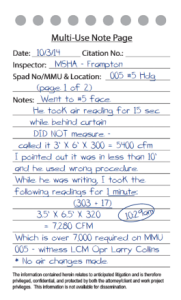 Multi-Use Note Page
Date: 10/3/14 Citation No.:
Inspector: MSHA - Frampton
Spad No/MMU & Location: 005 #5 Hdg
(page 1 of 2)
Notes: Went to #5 face.
He took air reading for 15 sec
while behind curtain
DID NOT measure -
called it 3' X 6' X 300 = 5400 cfm
I pointed out it was in less than 10'
and he used wrong procedure
While he was writing, I took the
following readings for 1 minute:
(303 + 17)
3.5' X 6.5' X 320 1029am
= 7,280 CFM
Which is over 7,000 required on MMU
005 - witness LCM Opr Larry Collins
* No air changes made
The information contained herein relates to anticipated litigation and is therefore
privileged, confidential, and protected by both the attorney/client and work project
privileges. This information is not available for dissemination.